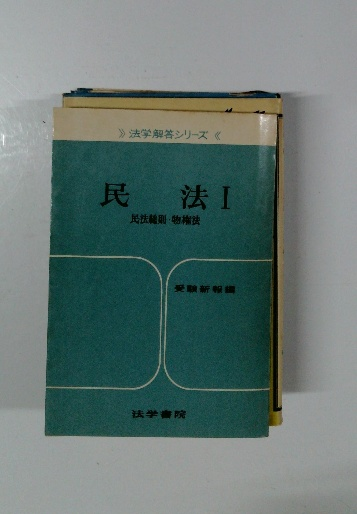 》法学解答シリーズ《
民法Ⅰ
民法総則・物権法
受験新報編
法学書院